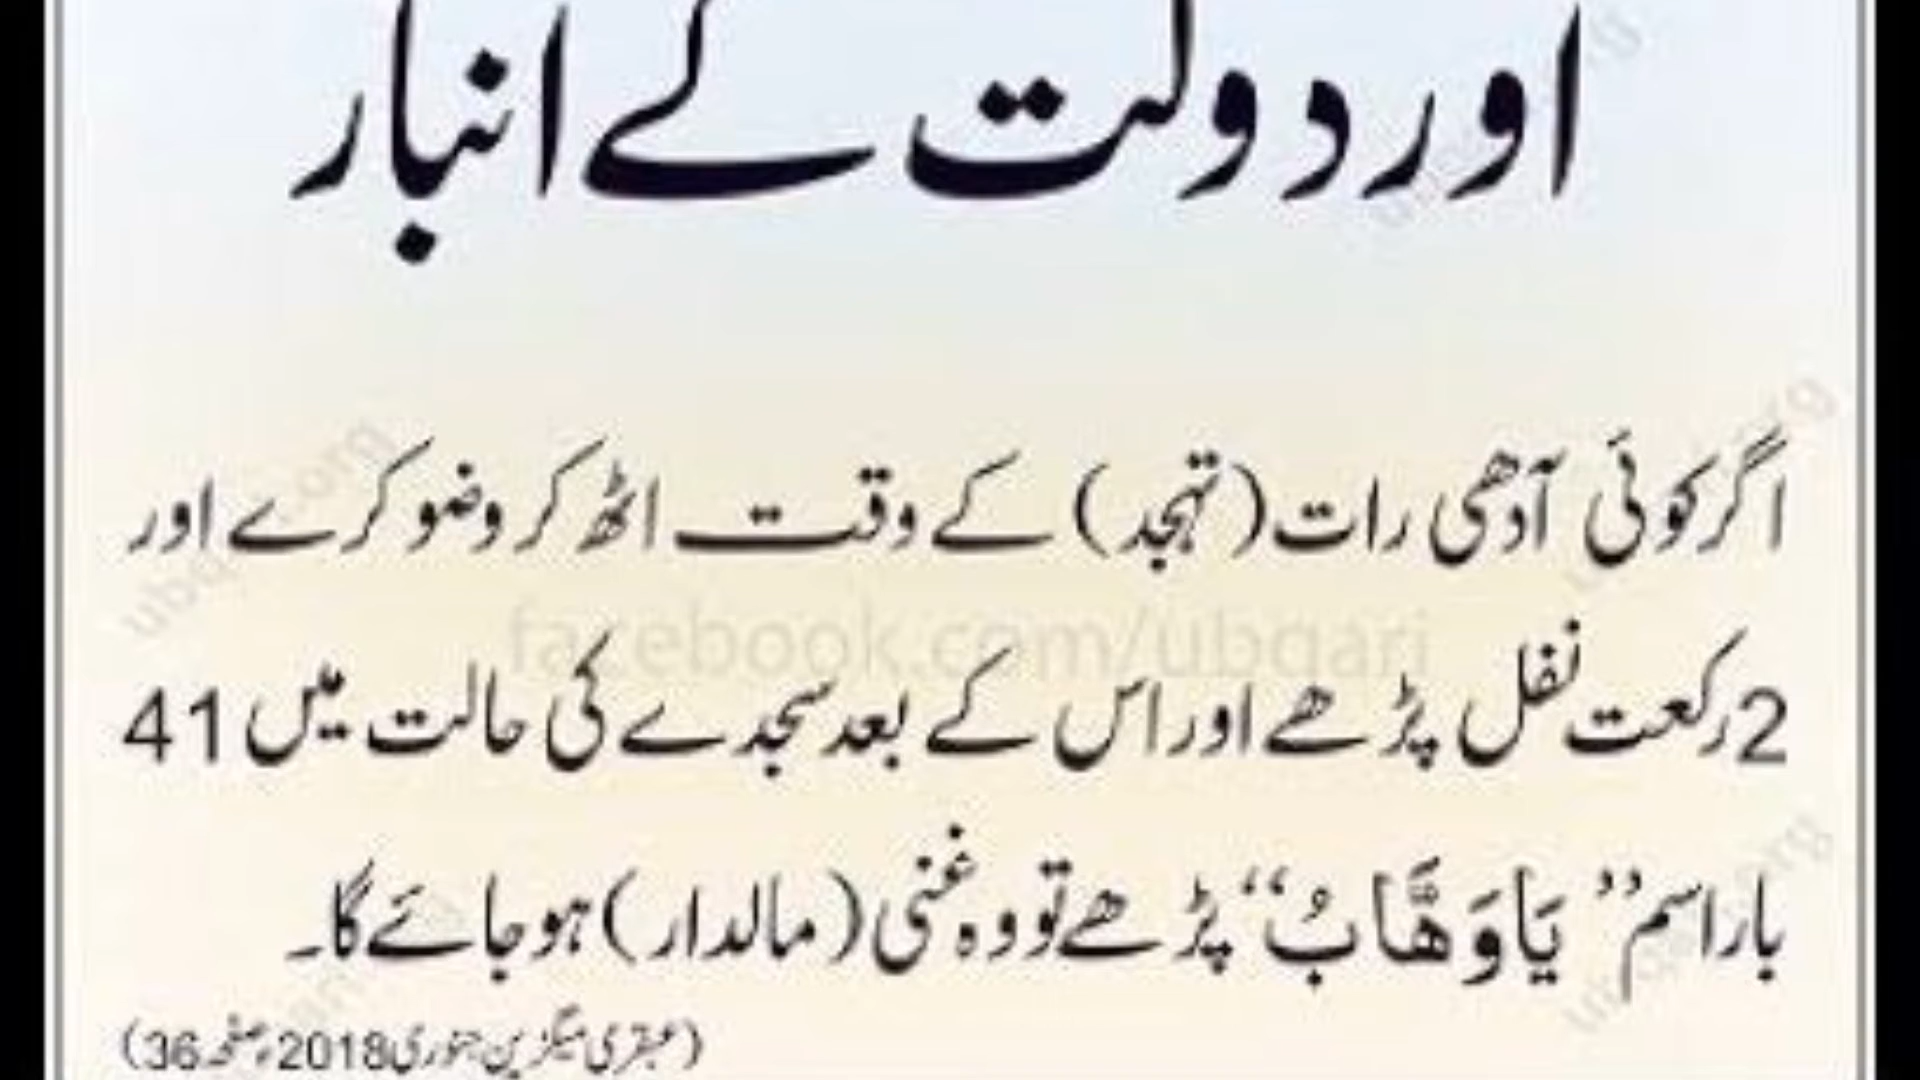 اور دولت کے انبار
اگر کوئی آدھی رات (تہجد) کے وقت اٹھ کر وضو کرے اور
facebook.com/ubqari
2 رکعت نفل پڑھے اور اس کے بعد سجدے کی حالت میں 41
بار اسم ”یَا وَھَّابُ“ پڑھے تو وہ غنی (مالدار) ہو جائے گا۔
(عبقری میگزین جنوری 2018ء، صفحہ 36)